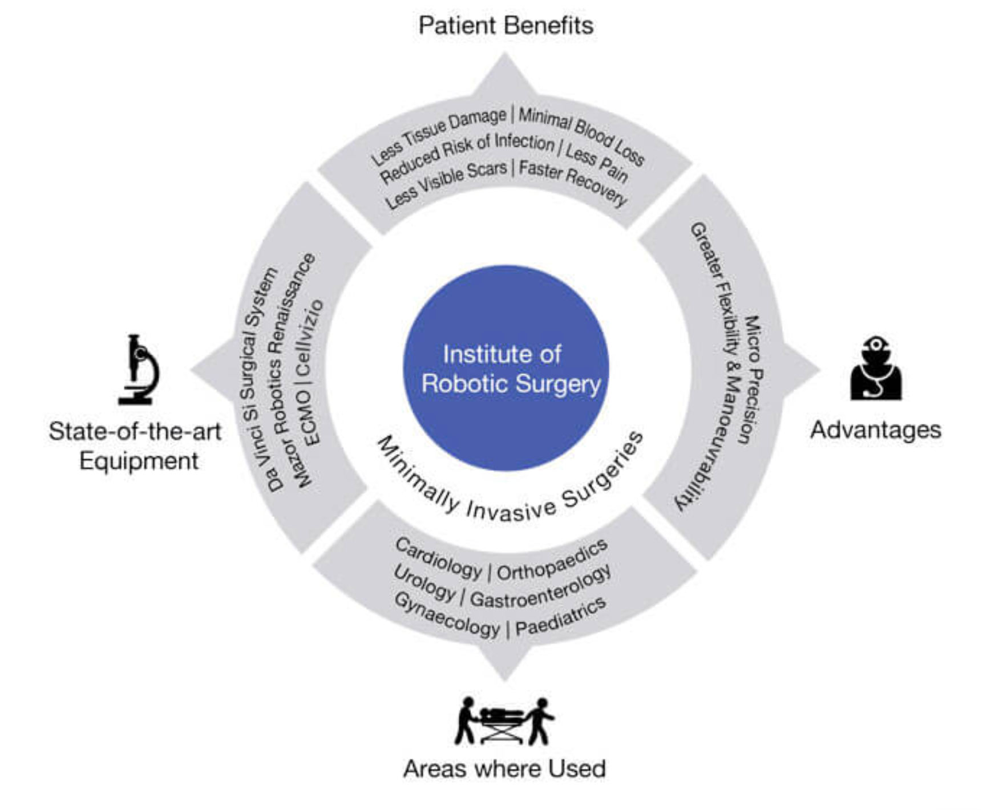 Patient Benefits
Less Tissue Damage | Minimal Blood Loss
Reduced Risk of Infection | Less Pain
Less Visible Scars | Faster Recovery
Da Vinci Si Surgical System
Mazor Robotics Renaissance
ECMO | Cellvizio
State-of-the-art
Equipment
Institute of
Robotic Surgery
Minimally Invasive Surgeries
Micro Precision
Greater Flexibility & Manoeuvrability
Advantages
Cardiology | Orthopaedics
Urology | Gastroenterology
Gynaecology | Paediatrics
Areas where Used